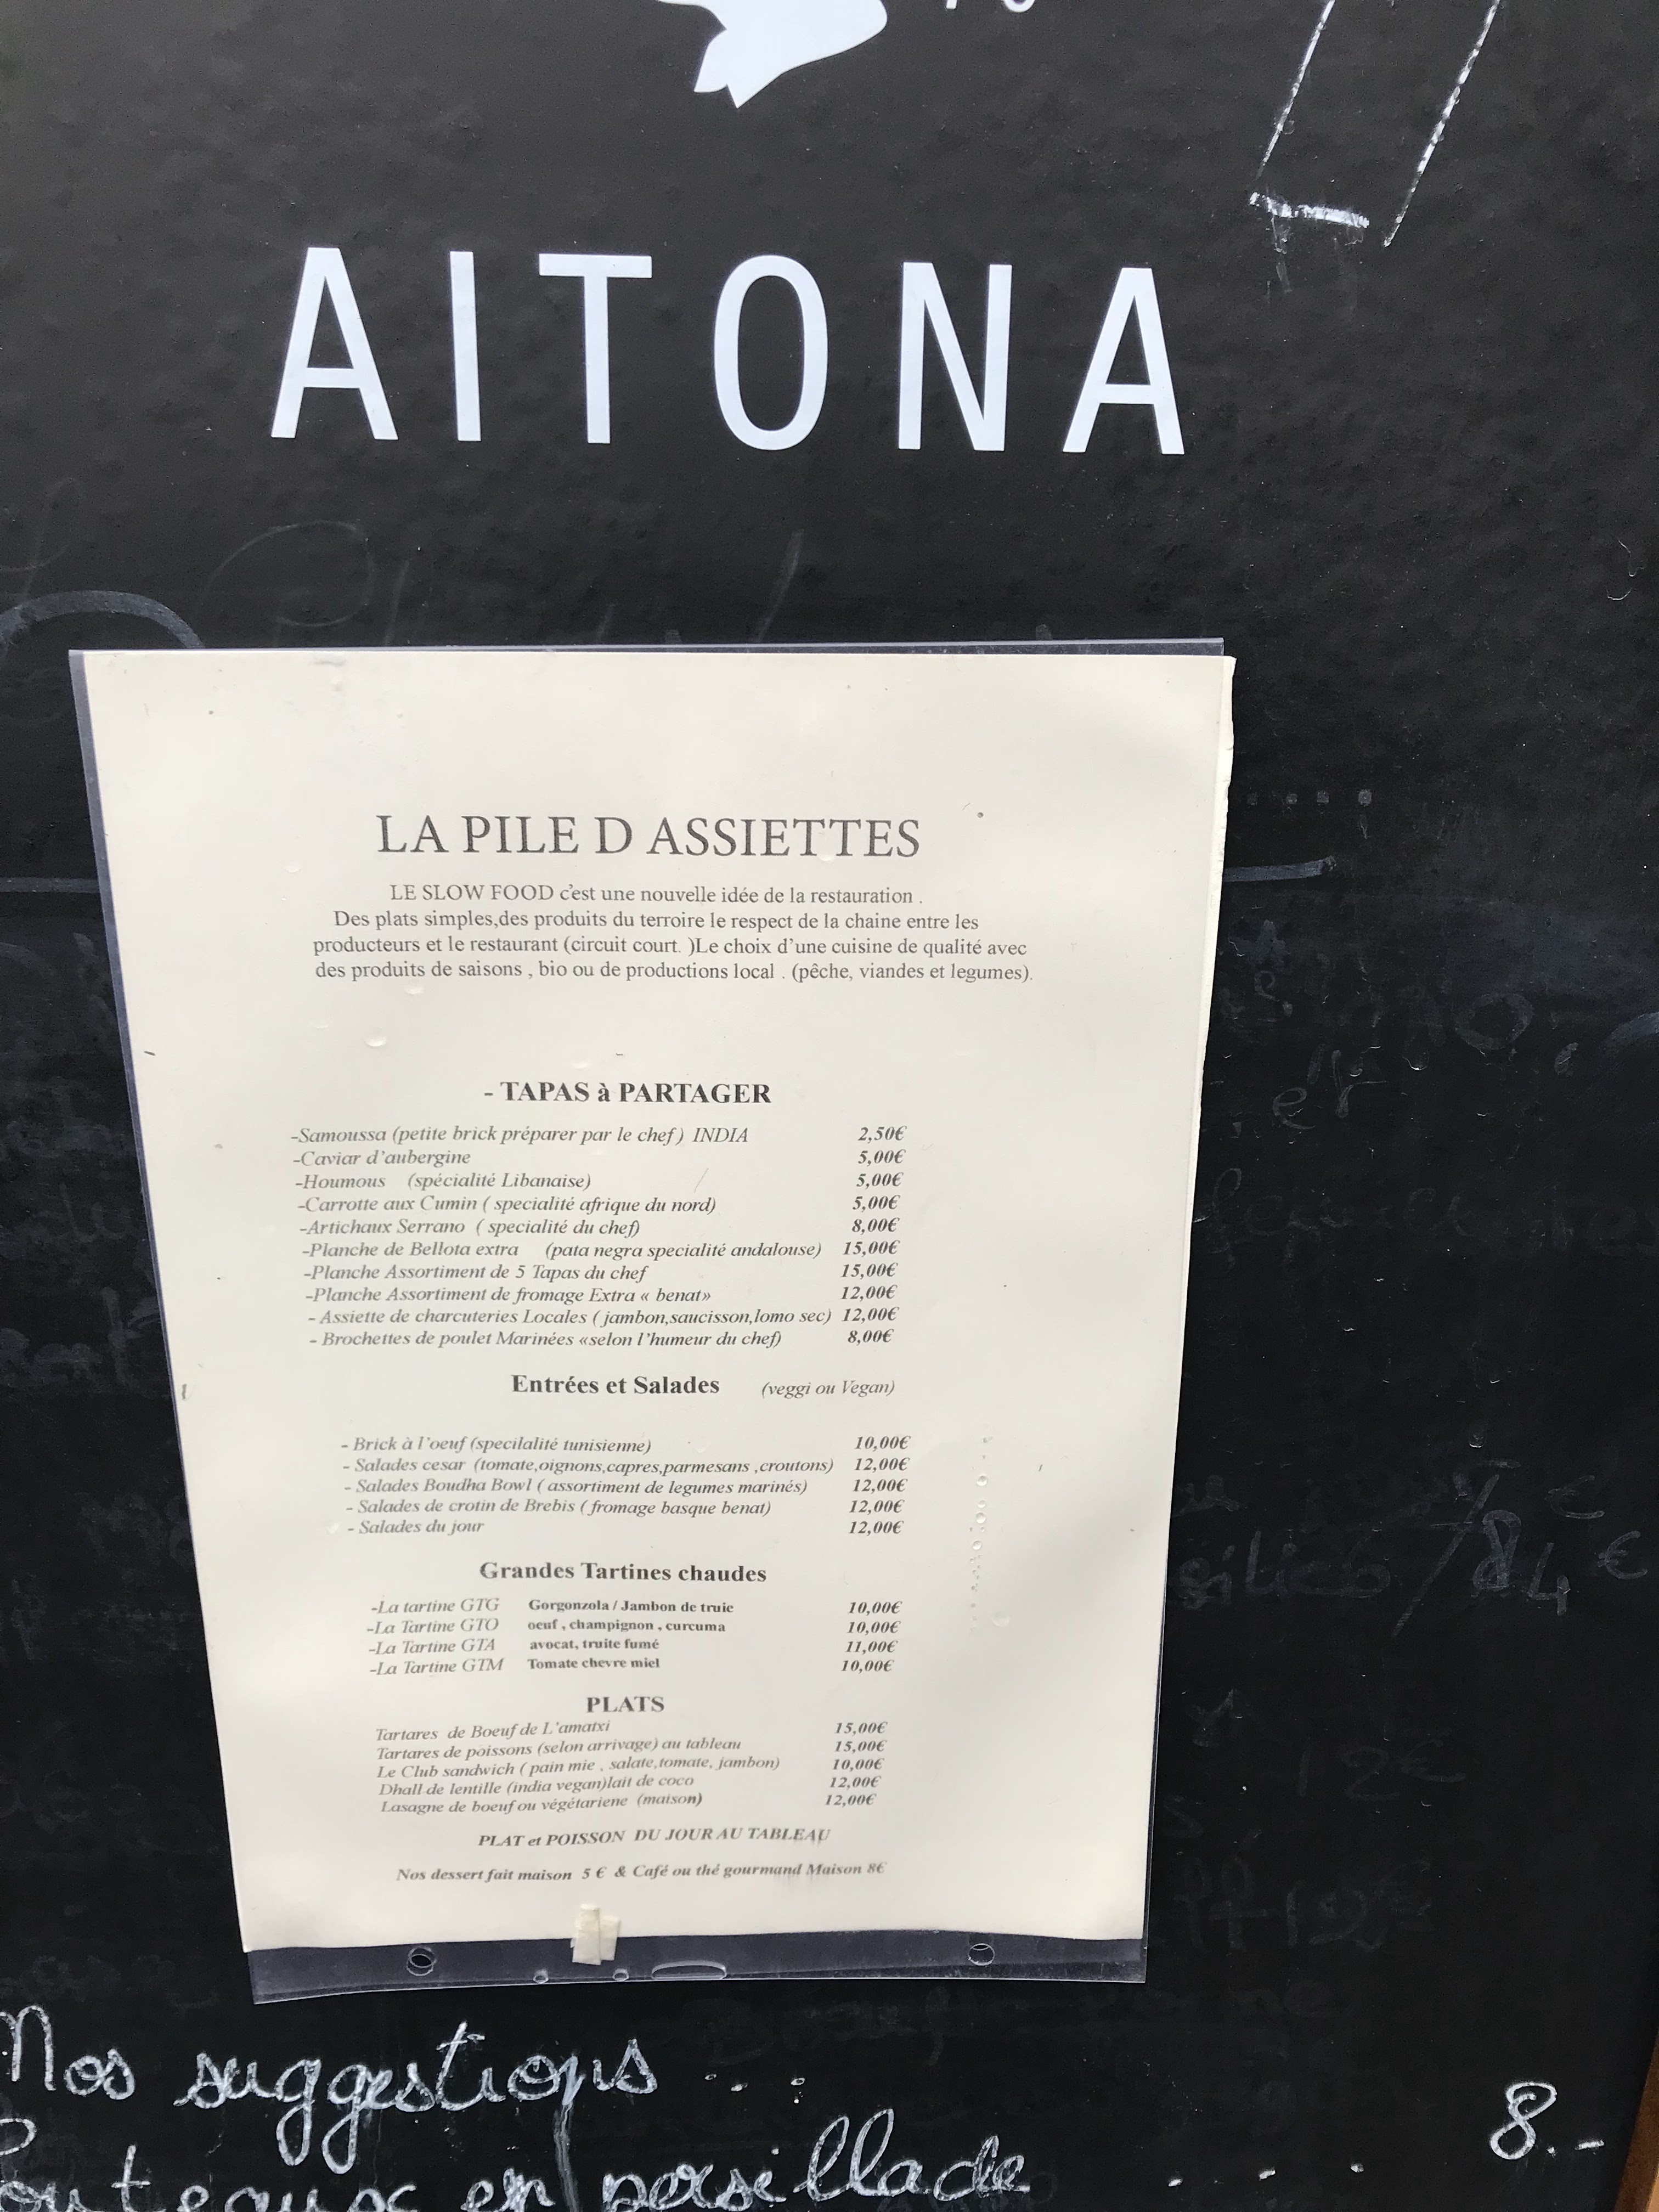 AITONA
LA PILE D ASSIETTES
LE SLOW FOOD c'est une nouvelle idée de la restauration .
Des plats simples,des produits du terroire le respect de la chaine entre les
producteurs et le restaurant (circuit court. )Le choix d'une cuisine de qualité avec
des produits de saisons , bio ou de productions local . (pêche, viandes et legumes).
- TAPAS à PARTAGER
-Samoussa (petite brick préparer par le chef) INDIA 2,50€
-Caviar d'aubergine 5,00€
-Houmous (spécialité Libanaise) 5,00€
-Carrotte aux Cumin ( specialité afrique du nord) 5,00€
-Artichaux Serrano ( specialité du chef) 8,00€
-Planche de Bellota extra (pata negra specialité andalouse) 15,00€
-Planche Assortiment de 5 Tapas du chef 15,00€
-Planche Assortiment de fromage Extra « benat» 12,00€
- Assiette de charcuteries Locales ( jambon,saucisson,lomo sec) 12,00€
- Brochettes de poulet Marinées «selon l'humeur du chef) 8,00€
Entrées et Salades (veggi ou Vegan)
- Brick à l'oeuf (specilalité tunisienne) 10,00€
- Salades cesar (tomate,oignons,capres,parmesans ,croutons) 12,00€
- Salades Boudha Bowl ( assortiment de legumes marinés) 12,00€
- Salades de crotin de Brebis ( fromage basque benat) 12,00€
- Salades du jour 12,00€
Grandes Tartines chaudes
-La tartine GTG Gorgonzola / Jambon de truie 10,00€
-La Tartine GTO oeuf , champignon , curcuma 10,00€
-La Tartine GTA avocat, truite fumé 11,00€
-La Tartine GTM Tomate chevre miel 10,00€
PLATS
Tartares de Boeuf de L'amatxi 15,00€
Tartares de poissons (selon arrivage) au tableau 15,00€
Le Club sandwich ( pain mie , salate,tomate, jambon) 10,00€
Dhall de lentille (india vegan)lait de coco 12,00€
Lasagne de boeuf ou végétariene (maison) 12,00€
PLAT et POISSON DU JOUR AU TABLEAU
Nos dessert fait maison 5 € & Café ou thé gourmand Maison 8€
Nos suggestions ...
en persillade . . . 8.-